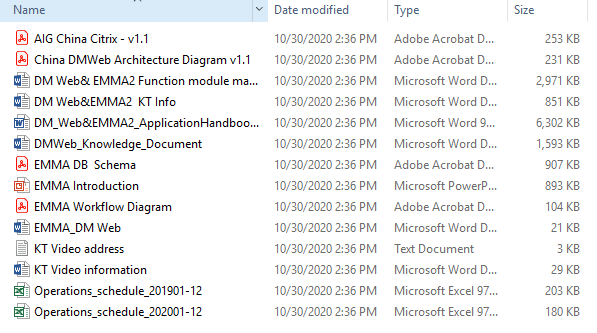 Name Date modified Type Size
AIG China Citrix - v1.1 10/30/2020 2:36 PM Adobe Acrobat D... 253 KB
China DMWeb Architecture Diagram v1.1 10/30/2020 2:36 PM Adobe Acrobat D... 231 KB
DM Web& EMMA2 Function module ma... 10/30/2020 2:36 PM Microsoft Word D... 2,971 KB
DM Web&EMMA2  KT Info 10/30/2020 2:36 PM Microsoft Word D... 851 KB
DM_Web&EMMA2_ApplicationHandboo... 10/30/2020 2:36 PM Microsoft Word 9... 6,302 KB
DMWeb_Knowledge_Document 10/30/2020 2:36 PM Microsoft Word D... 1,593 KB
EMMA DB  Schema 10/30/2020 2:36 PM Adobe Acrobat D... 907 KB
EMMA Introduction 10/30/2020 2:36 PM Microsoft PowerP... 893 KB
EMMA Workflow Diagram 10/30/2020 2:36 PM Adobe Acrobat D... 104 KB
EMMA_DM Web 10/30/2020 2:36 PM Microsoft Word D... 21 KB
KT Video address 10/30/2020 2:36 PM Text Document 3 KB
KT Video information 10/30/2020 2:36 PM Microsoft Word D... 29 KB
Operations_schedule_201901-12 10/30/2020 2:36 PM Microsoft Excel 97... 203 KB
Operations_schedule_202001-12 10/30/2020 2:36 PM Microsoft Excel 97... 180 KB